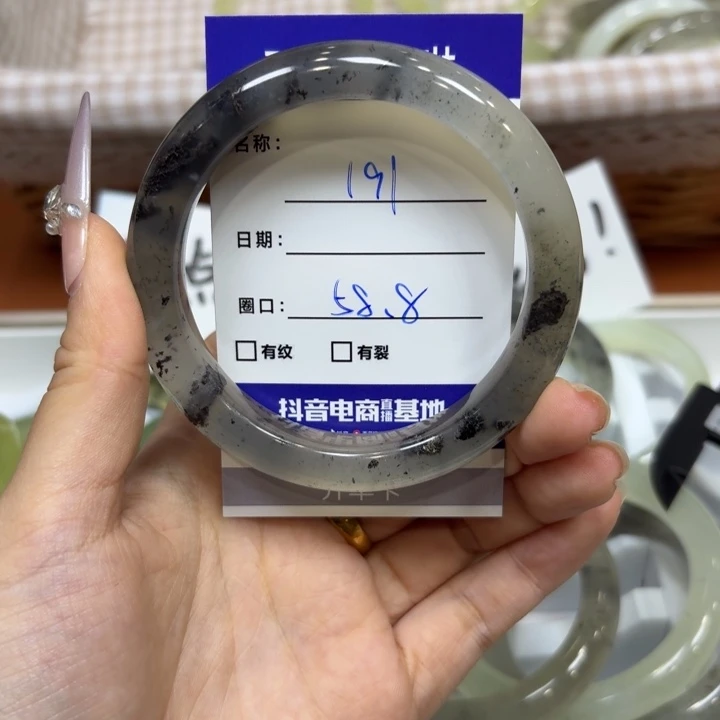 名称：191
日期：
圈口：58.8
□有纹 □有裂
抖音电商直播基地